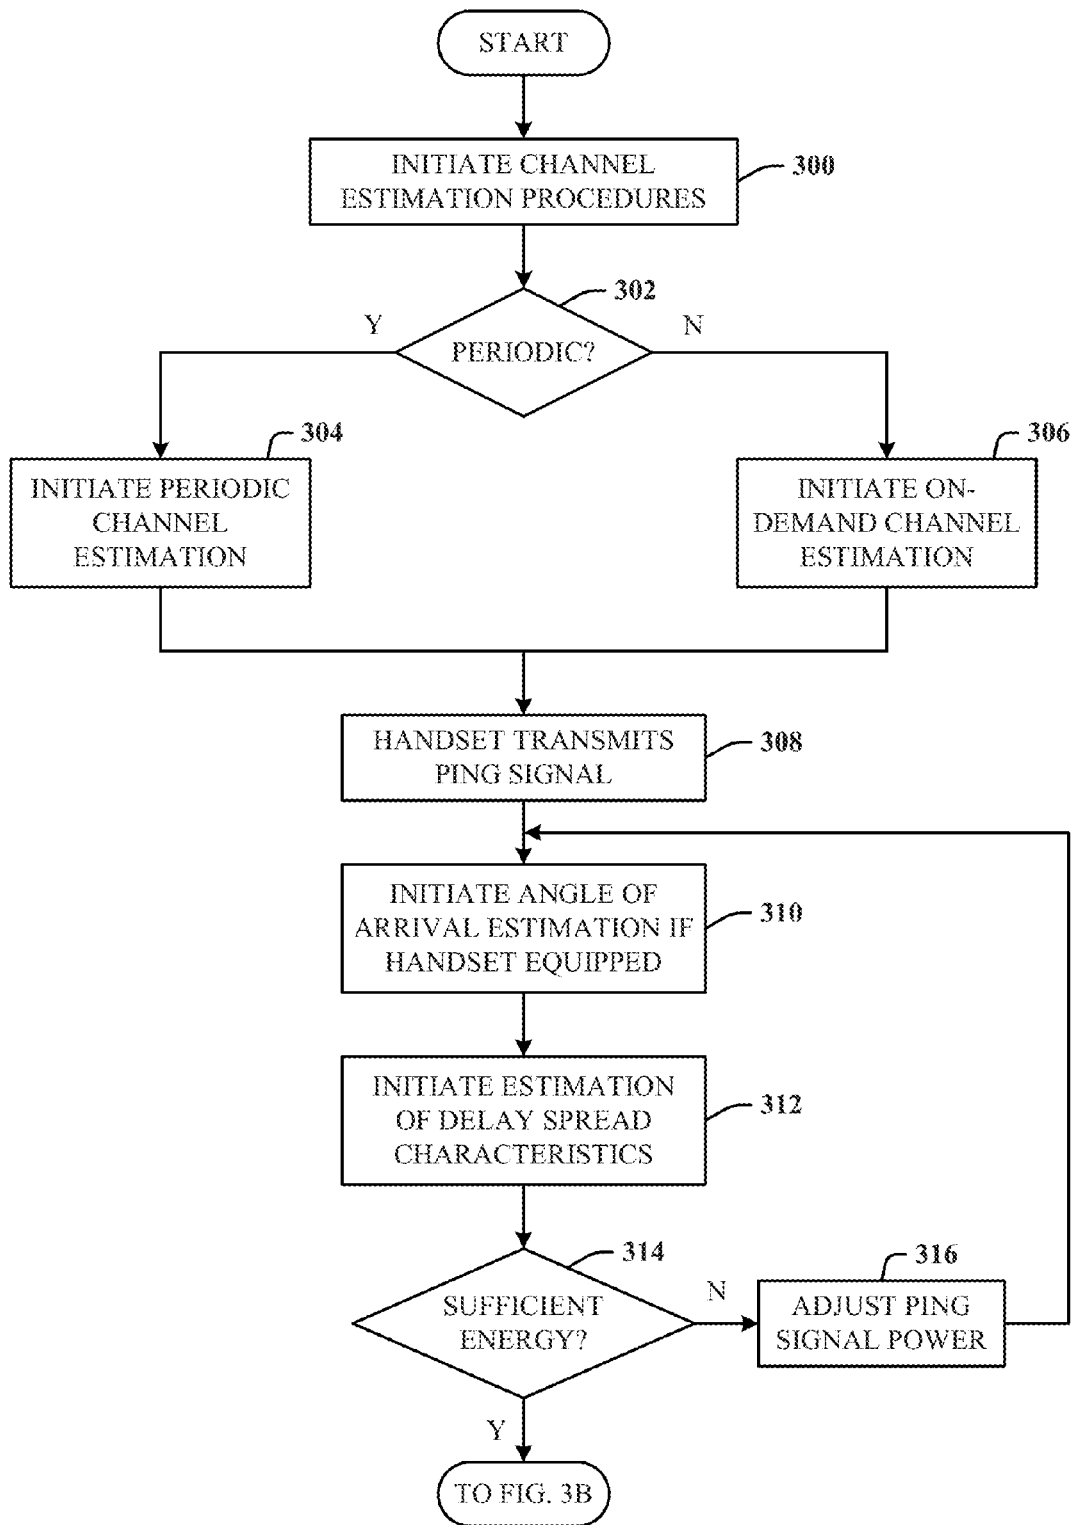 START
INITIATE CHANNEL
ESTIMATION PROCEDURES
300
302
Y
N
PERIODIC?
304
306
INITIATE PERIODIC
CHANNEL
ESTIMATION
INITIATE ON-
DEMAND CHANNEL
ESTIMATION
HANDSET TRANSMITS
PING SIGNAL
308
INITIATE ANGLE OF
ARRIVAL ESTIMATION IF
HANDSET EQUIPPED
310
INITIATE ESTIMATION
OF DELAY SPREAD
CHARACTERISTICS
312
314
316
SUFFICIENT
ENERGY?
N
ADJUST PING
SIGNAL POWER
Y
TO FIG. 3B